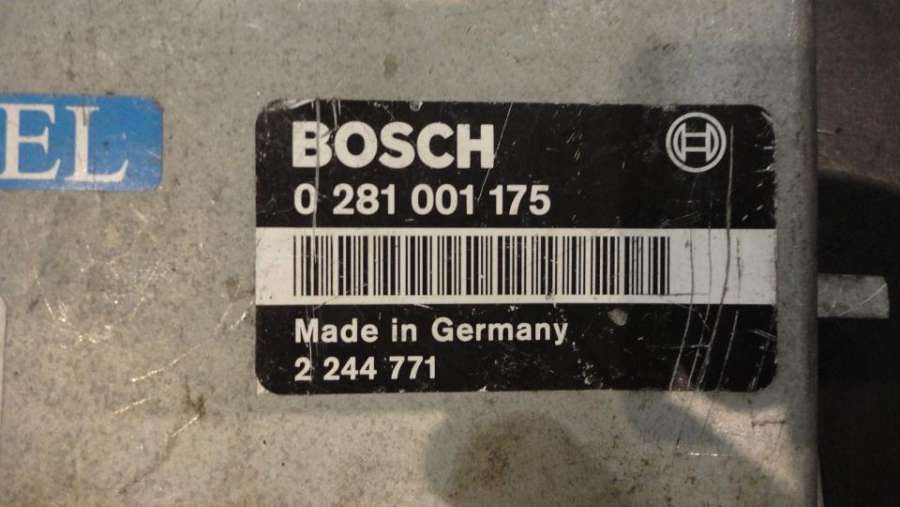 EL
BOSCH
0 281 001 175
Made in Germany
2 244 771